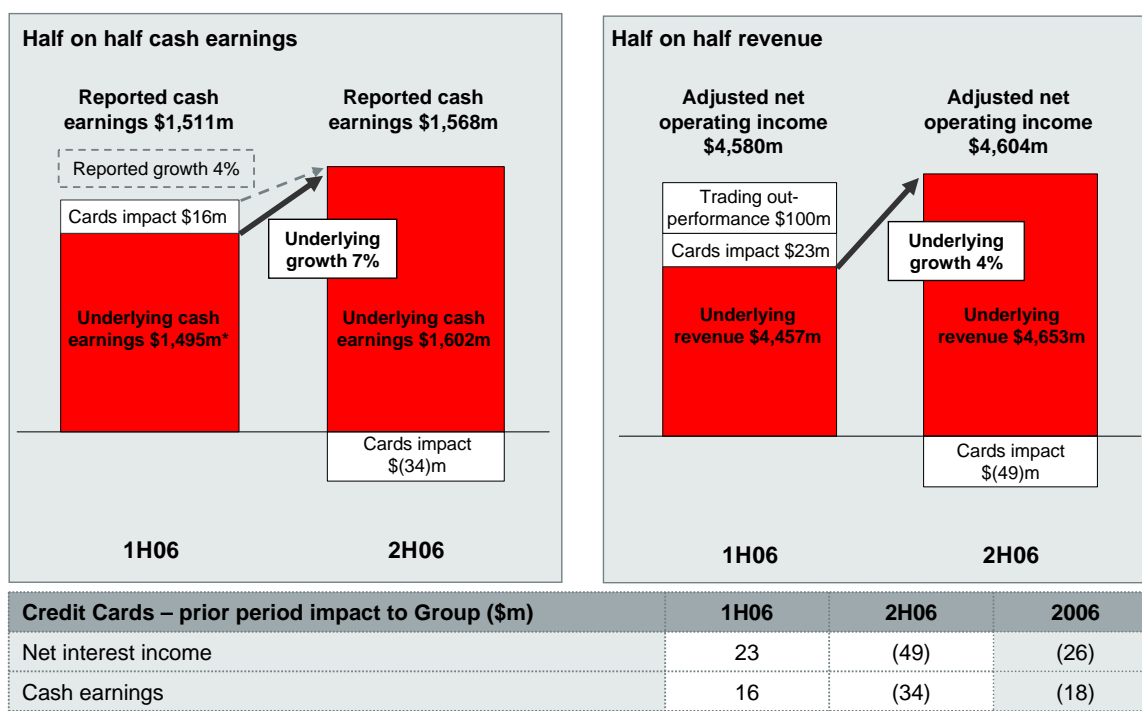 Half on half cash earnings
Reported cash
earnings $1,511m
Reported cash
earnings $1,568m
Reported growth 4%
Cards impact $16m
Underlying
growth 7%
Underlying cash
earnings $1,495m*
Underlying cash
earnings $1,602m
Cards impact
$(34)m
1H06
2H06
Half on half revenue
Adjusted net
operating income
$4,580m
Adjusted net
operating income
$4,604m
Trading out-
performance $100m
Cards impact $23m
Underlying
growth 4%
Underlying
revenue $4,457m
Underlying
revenue $4,653m
Cards impact
$(49)m
1H06
2H06
Credit Cards – prior period impact to Group ($m) 1H06 2H06 2006
Net interest income 23 (49) (26)
Cash earnings 16 (34) (18)